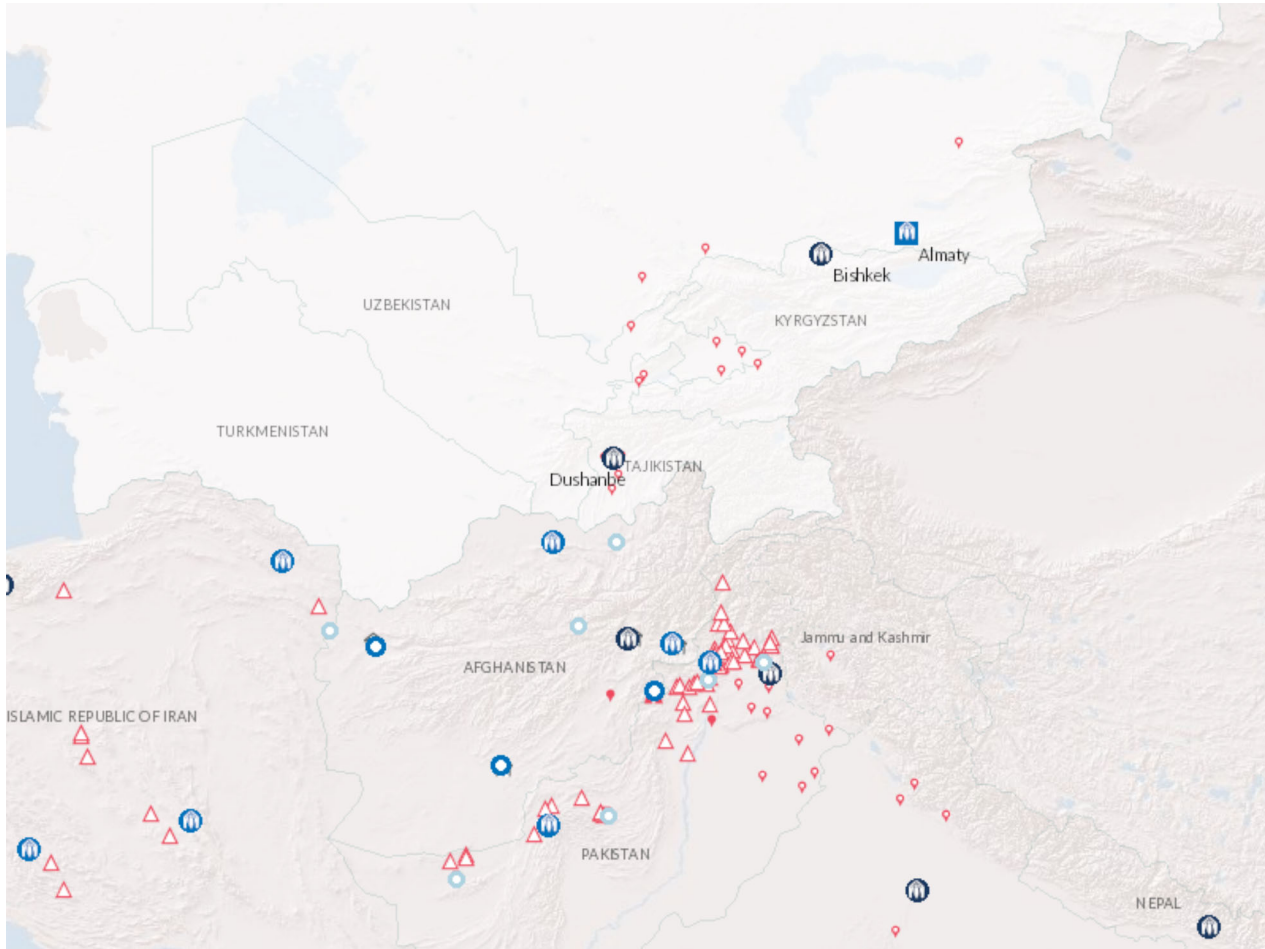 Almaty
Bishkek
UZBEKISTAN
KYRGYZSTAN
TURKMENISTAN
TAJIKISTAN
Dushanbe
Jammu and Kashmir
AFGHANISTAN
ISLAMIC REPUBLIC OF IRAN
PAKISTAN
NEPAL